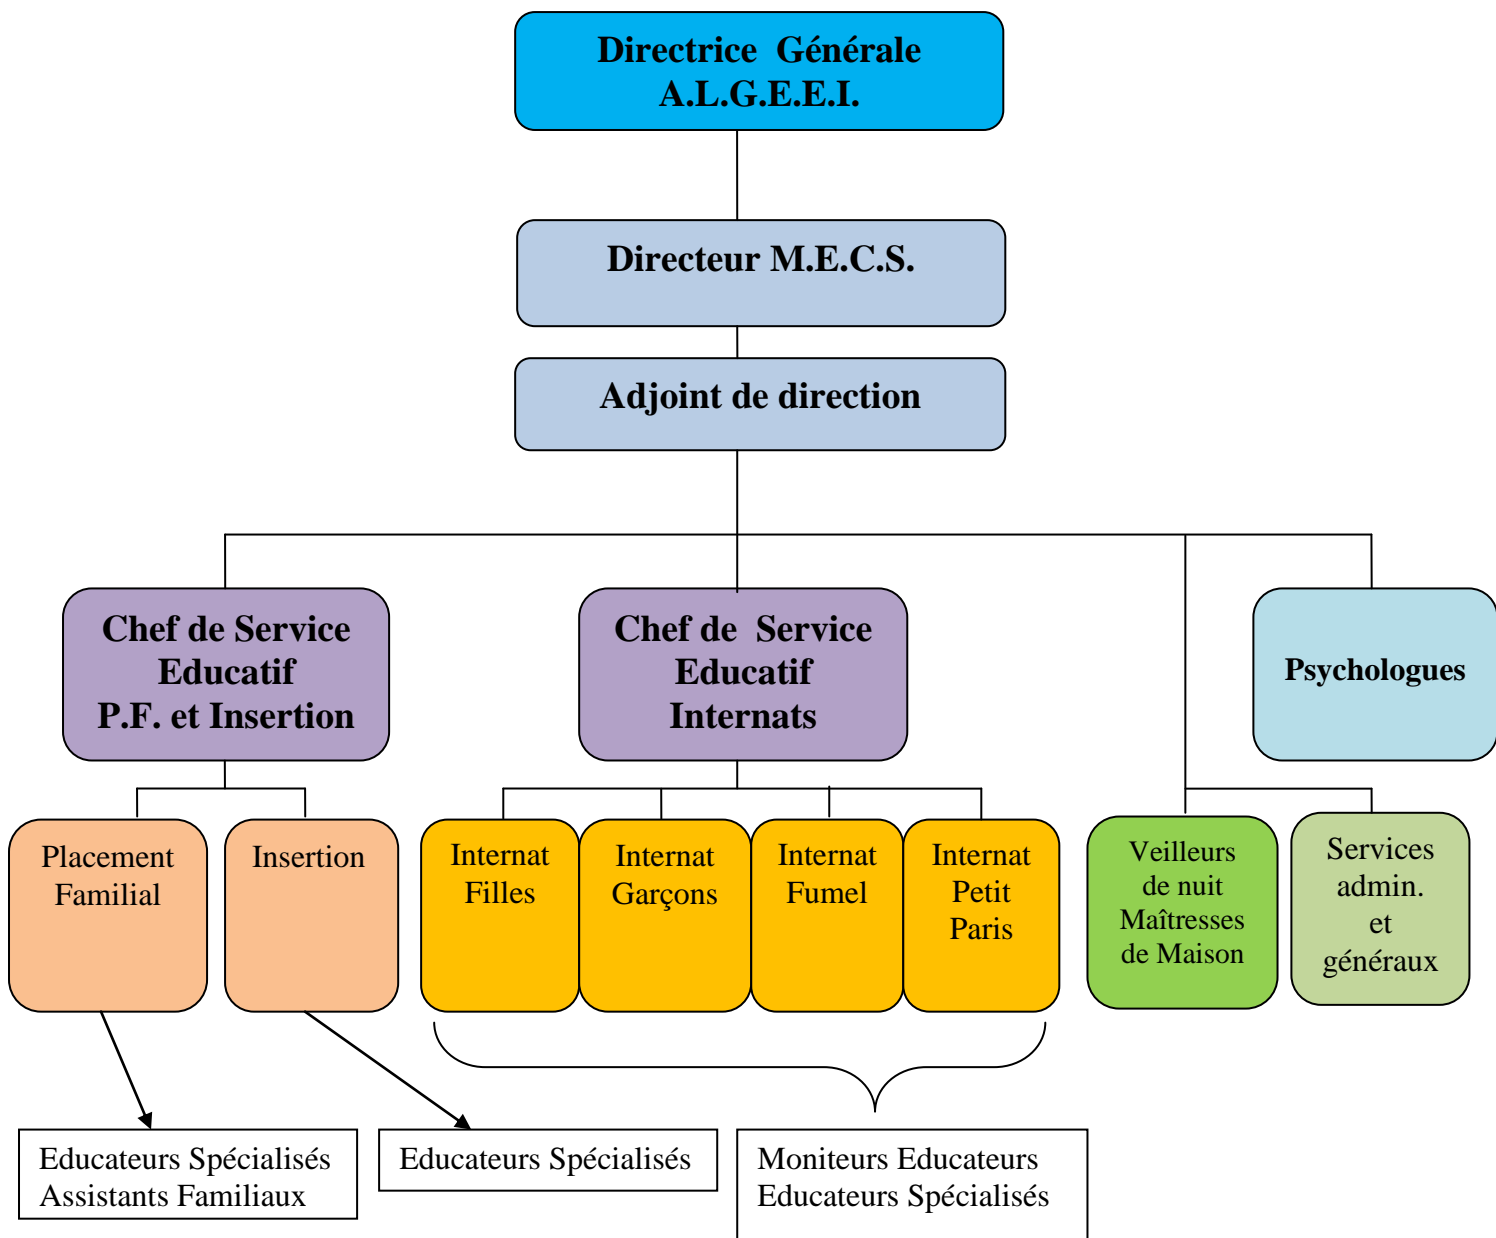 Directrice Générale
A.L.G.E.E.I.
Directeur M.E.C.S.
Adjoint de direction
Chef de Service
Educatif
P.F. et Insertion
Chef de Service
Educatif
Internats
Psychologues
Placement
Familial
Insertion
Internat
Filles
Internat
Garçons
Internat
Fumel
Internat
Petit
Paris
Veilleurs
de nuit
Maîtresses
de Maison
Services
admin.
et
généraux
Educateurs Spécialisés
Assistants Familiaux
Educateurs Spécialisés
Moniteurs Educateurs
Educateurs Spécialisés